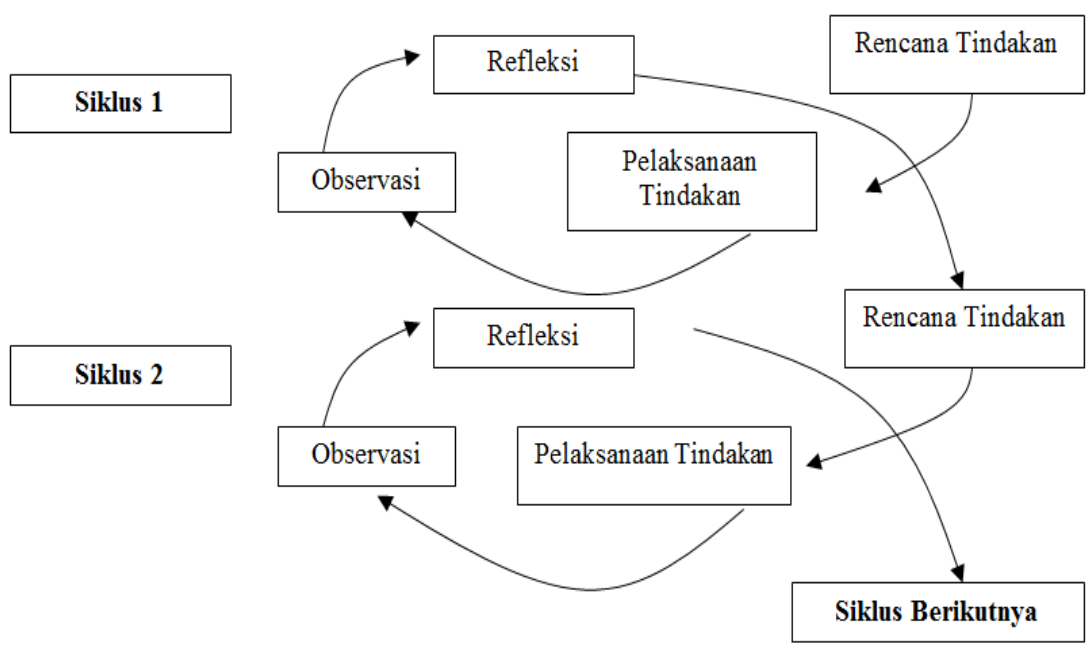 Rencana Tindakan
Refleksi
Siklus 1
Pelaksanaan
Tindakan
Observasi
Rencana Tindakan
Refleksi
Siklus 2
Observasi
Pelaksanaan Tindakan
Siklus Berikutnya